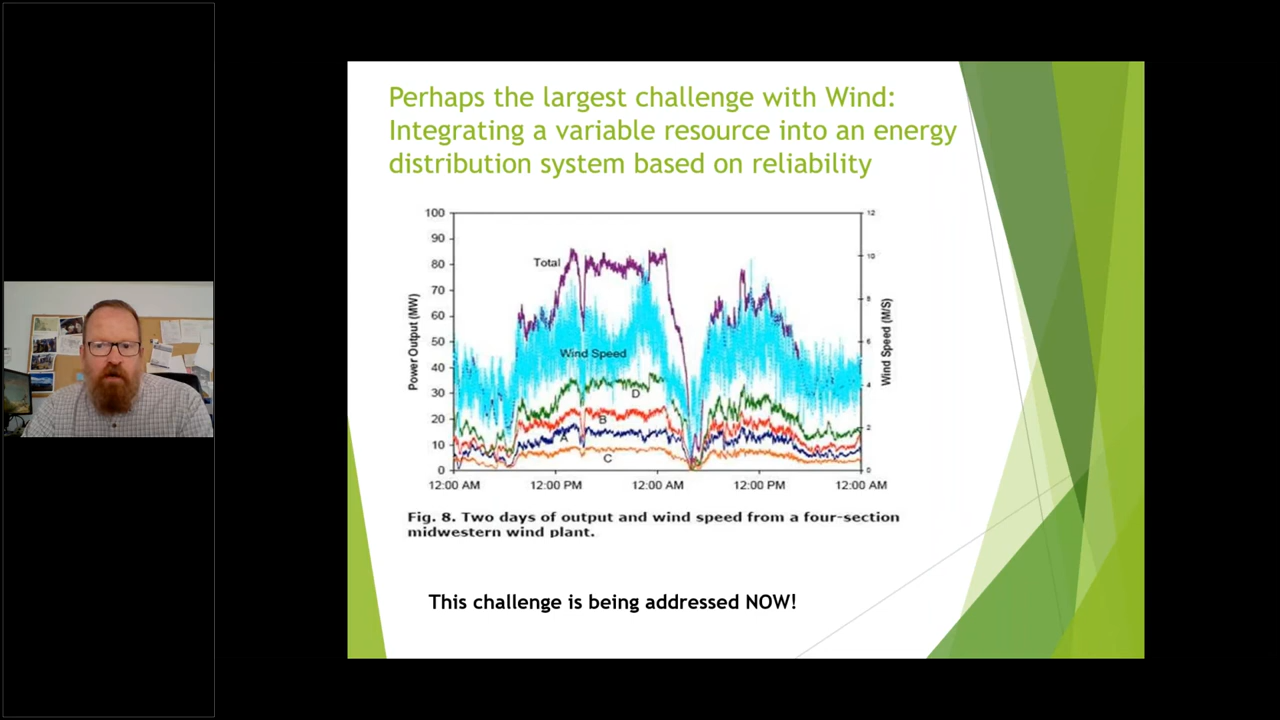 Perhaps the largest challenge with Wind:
Integrating a variable resource into an energy
distribution system based on reliability
100
90
80
70
60
50
40
30
20
10
0
Power Output (MW)
12
10
8
6
4
2
0
Wind Speed (M/S)
Total
Wind Speed
D
B
A
C
12:00 AM 12:00 PM 12:00 AM 12:00 PM 12:00 AM
Fig. 8. Two days of output and wind speed from a four-section
midwestern wind plant.
This challenge is being addressed NOW!